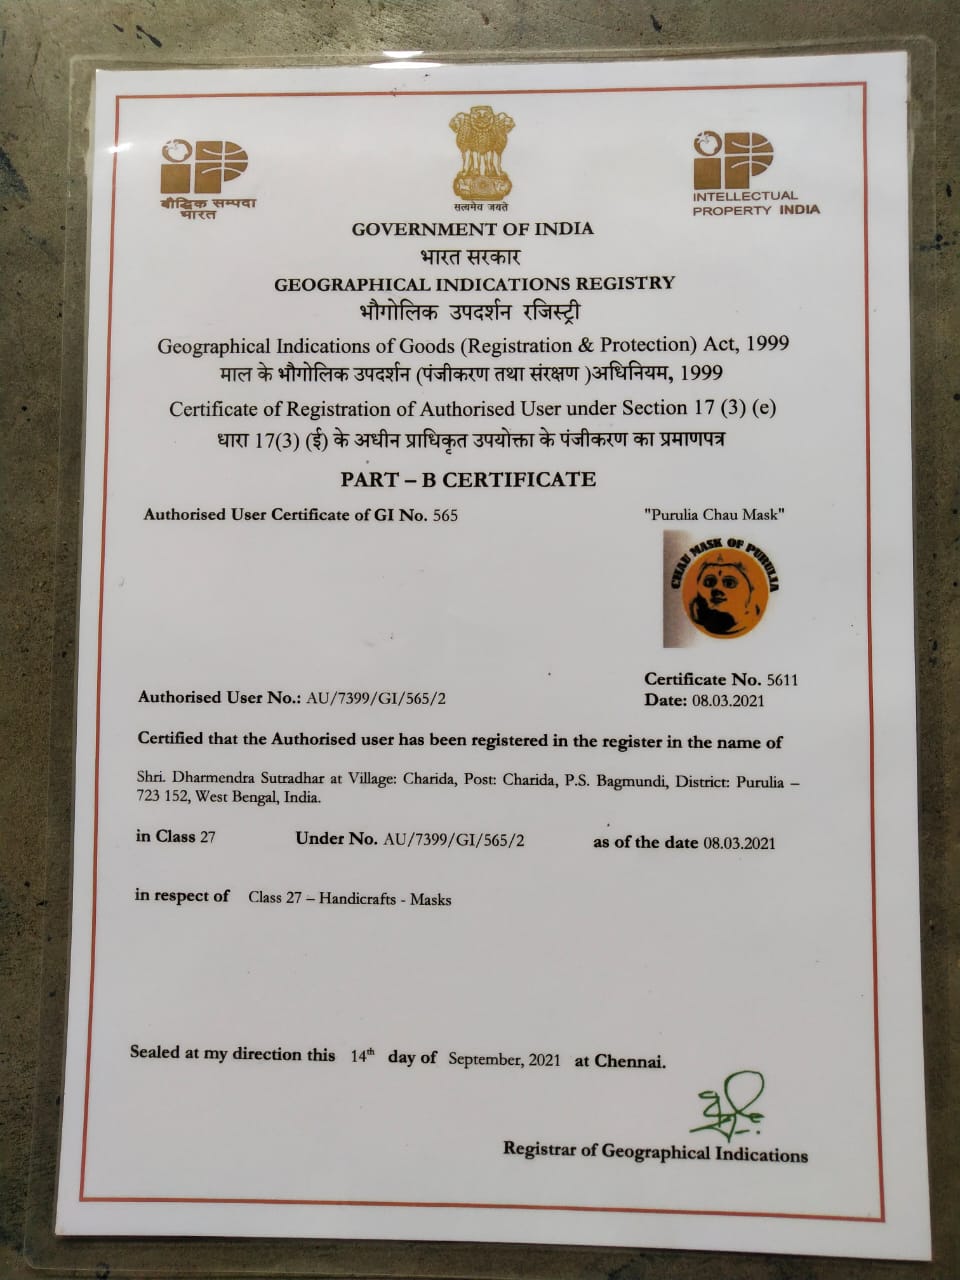 बौद्धिक सम्पदा
भारत
सत्यमेव जयते
INTELLECTUAL
PROPERTY INDIA
GOVERNMENT OF INDIA
भारत सरकार
GEOGRAPHICAL INDICATIONS REGISTRY
भौगोलिक उपदर्शन रजिस्ट्री
Geographical Indications of Goods (Registration & Protection) Act, 1999
माल के भौगोलिक उपदर्शन (पंजीकरण तथा संरक्षण )अधिनियम, 1999
Certificate of Registration of Authorised User under Section 17 (3) (e)
धारा 17(3) (ई) के अधीन प्राधिकृत उपयोक्ता के पंजीकरण का प्रमाणपत्र
PART – B CERTIFICATE
Authorised User Certificate of GI No. 565 "Purulia Chau Mask"
CHAU MASK OF PURULIA
Certificate No. 5611
Authorised User No.: AU/7399/GI/565/2 Date: 08.03.2021
Certified that the Authorised user has been registered in the register in the name of
Shri. Dharmendra Sutradhar at Village: Charida, Post: Charida, P.S. Bagmundi, District: Purulia –
723 152, West Bengal, India.
in Class 27 Under No. AU/7399/GI/565/2 as of the date 08.03.2021
in respect of Class 27 – Handicrafts - Masks
Sealed at my direction this 14th day of September, 2021 at Chennai.
Registrar of Geographical Indications